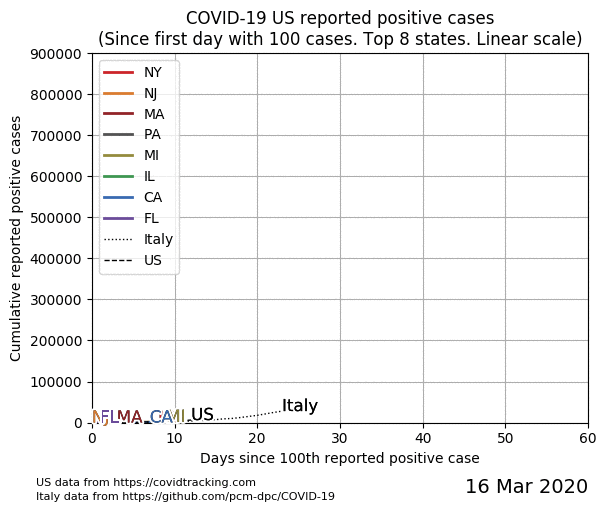 COVID-19 US reported positive cases
(Since first day with 100 cases. Top 8 states. Linear scale)
900000
800000
700000
600000
500000
400000
300000
200000
100000
0
Cumulative reported positive cases
NY
NJ
MA
PA
MI
IL
CA
FL
Italy
US
NJ
FL
MA
CA
MI
US
Italy
0 10 20 30 40 50 60
Days since 100th reported positive case
US data from https://covidtracking.com
Italy data from https://github.com/pcm-dpc/COVID-19
16 Mar 2020